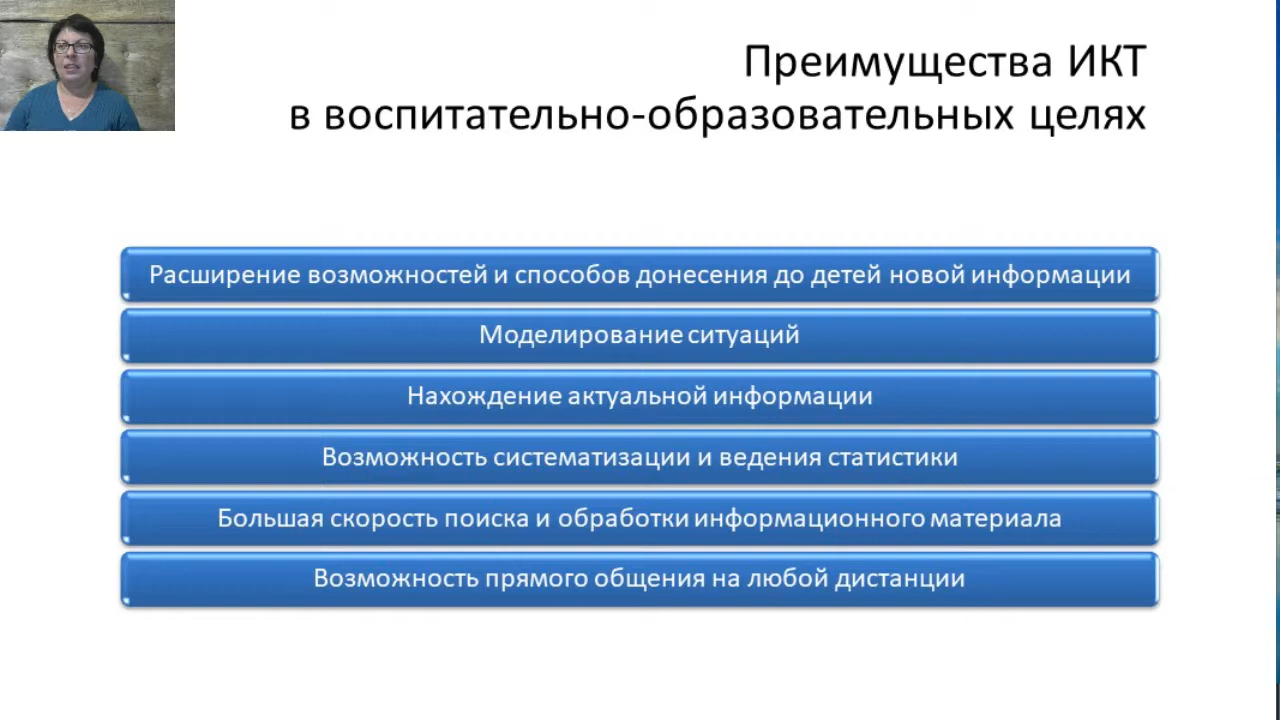 Преимущества ИКТ
в воспитательно-образовательных целях
Расширение возможностей и способов донесения до детей новой информации
Моделирование ситуаций
Нахождение актуальной информации
Возможность систематизации и ведения статистики
Большая скорость поиска и обработки информационного материала
Возможность прямого общения на любой дистанции